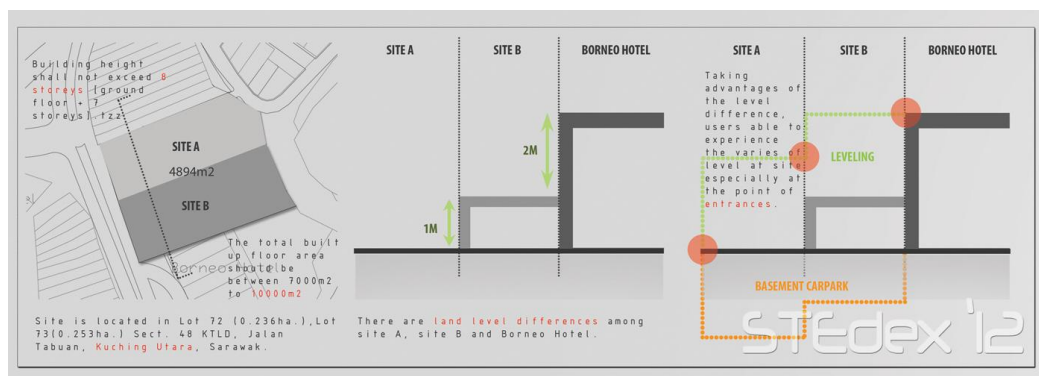 Building height
shall not exceed 8
storeys (ground
floor + 7
storeys).tzz
SITE A
4894m2
SITE B
Borneo Hotel
The total built
up floor area
should be
between 7000m2
to 10000m2
Site is located in Lot 72 (0.236ha.),Lot
73(0.253ha.) Sect. 48 KTLD, Jalan
Tabuan, Kuching Utara, Sarawak.
SITE A
SITE B
BORNEO HOTEL
2M
1M
There are land level differences among
site A, site B and Borneo Hotel.
SITE A
SITE B
BORNEO HOTEL
Taking
advantages of
the level
difference,
users able to
experience
the varies of
level at site
especially at
the point of
entrances.
LEVELING
BASEMENT CARPARK
STEdex '12